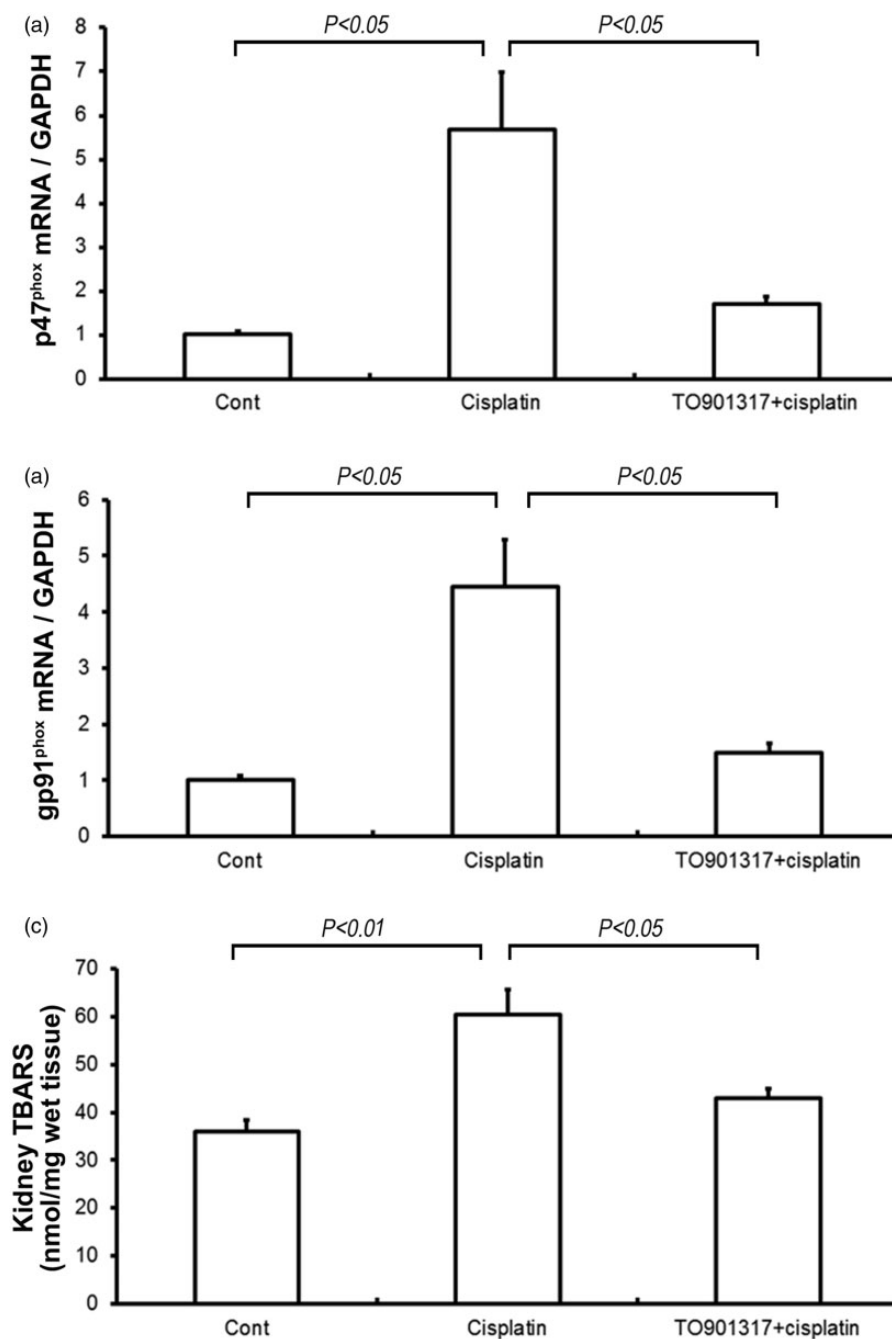 (a)
P<0.05
P<0.05
8
7
6
5
4
3
2
1
0
p47phox mRNA / GAPDH
Cont
Cisplatin
TO901317+cisplatin
(a)
P<0.05
P<0.05
6
5
4
3
2
1
0
gp91phox mRNA / GAPDH
Cont
Cisplatin
TO901317+cisplatin
(c)
P<0.01
P<0.05
70
60
50
40
30
20
10
0
Kidney TBARS
(nmol/mg wet tissue)
Cont
Cisplatin
TO901317+cisplatin